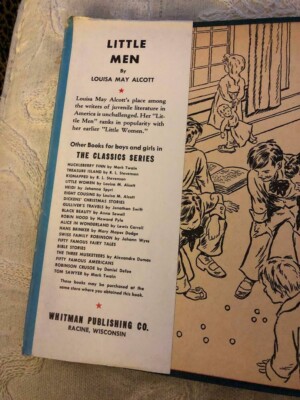 LITTLE
MEN
By
LOUISA MAY ALCOTT
Louisa May Alcott's place among
the writers of juvenile literature in
America is unchallenged. Her "Lit-
tle Men" ranks in popularity with
her earlier "Little Women."
Other Books for boys and girls in
THE CLASSICS SERIES
HUCKLEBERRY FINN by Mark Twain
TREASURE ISLAND by R. L. Stevenson
KIDNAPPED by R. L. Stevenson
LITTLE WOMEN by Louisa M. Alcott
HEIDI by Johanna Spyri
EIGHT COUSINS by Louisa M. Alcott
DICKENS' CHRISTMAS STORIES
GULLIVER'S TRAVELS by Jonathan Swift
BLACK BEAUTY by Anna Sewell
ROBIN HOOD by Howard Pyle
ALICE IN WONDERLAND by Lewis Carroll
HANS BRINKER by Mary Mapes Dodge
SWISS FAMILY ROBINSON by Johann Wyss
FIFTY FAMOUS FAIRY TALES
BIBLE STORIES
THE THREE MUSKETEERS by Alexandre Dumas
FIFTY FAMOUS AMERICANS
ROBINSON CRUSOE by Daniel Defoe
TOM SAWYER by Mark Twain
These books may be purchased at the
same store where you obtained this book.
WHITMAN PUBLISHING CO.
RACINE, WISCONSIN